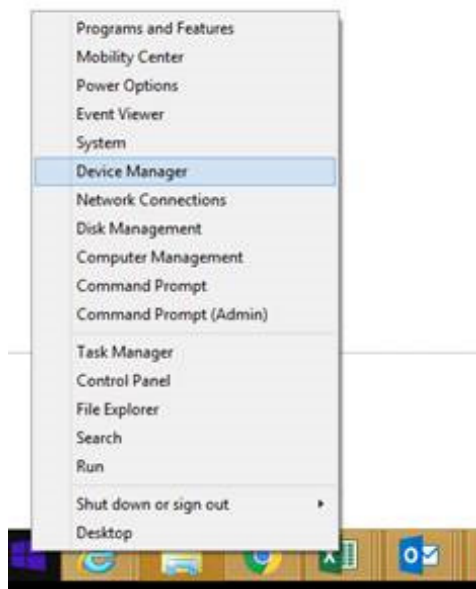 Programs and Features
Mobility Center
Power Options
Event Viewer
System
Device Manager
Network Connections
Disk Management
Computer Management
Command Prompt
Command Prompt (Admin)
Task Manager
Control Panel
File Explorer
Search
Run
Shut down or sign out
Desktop